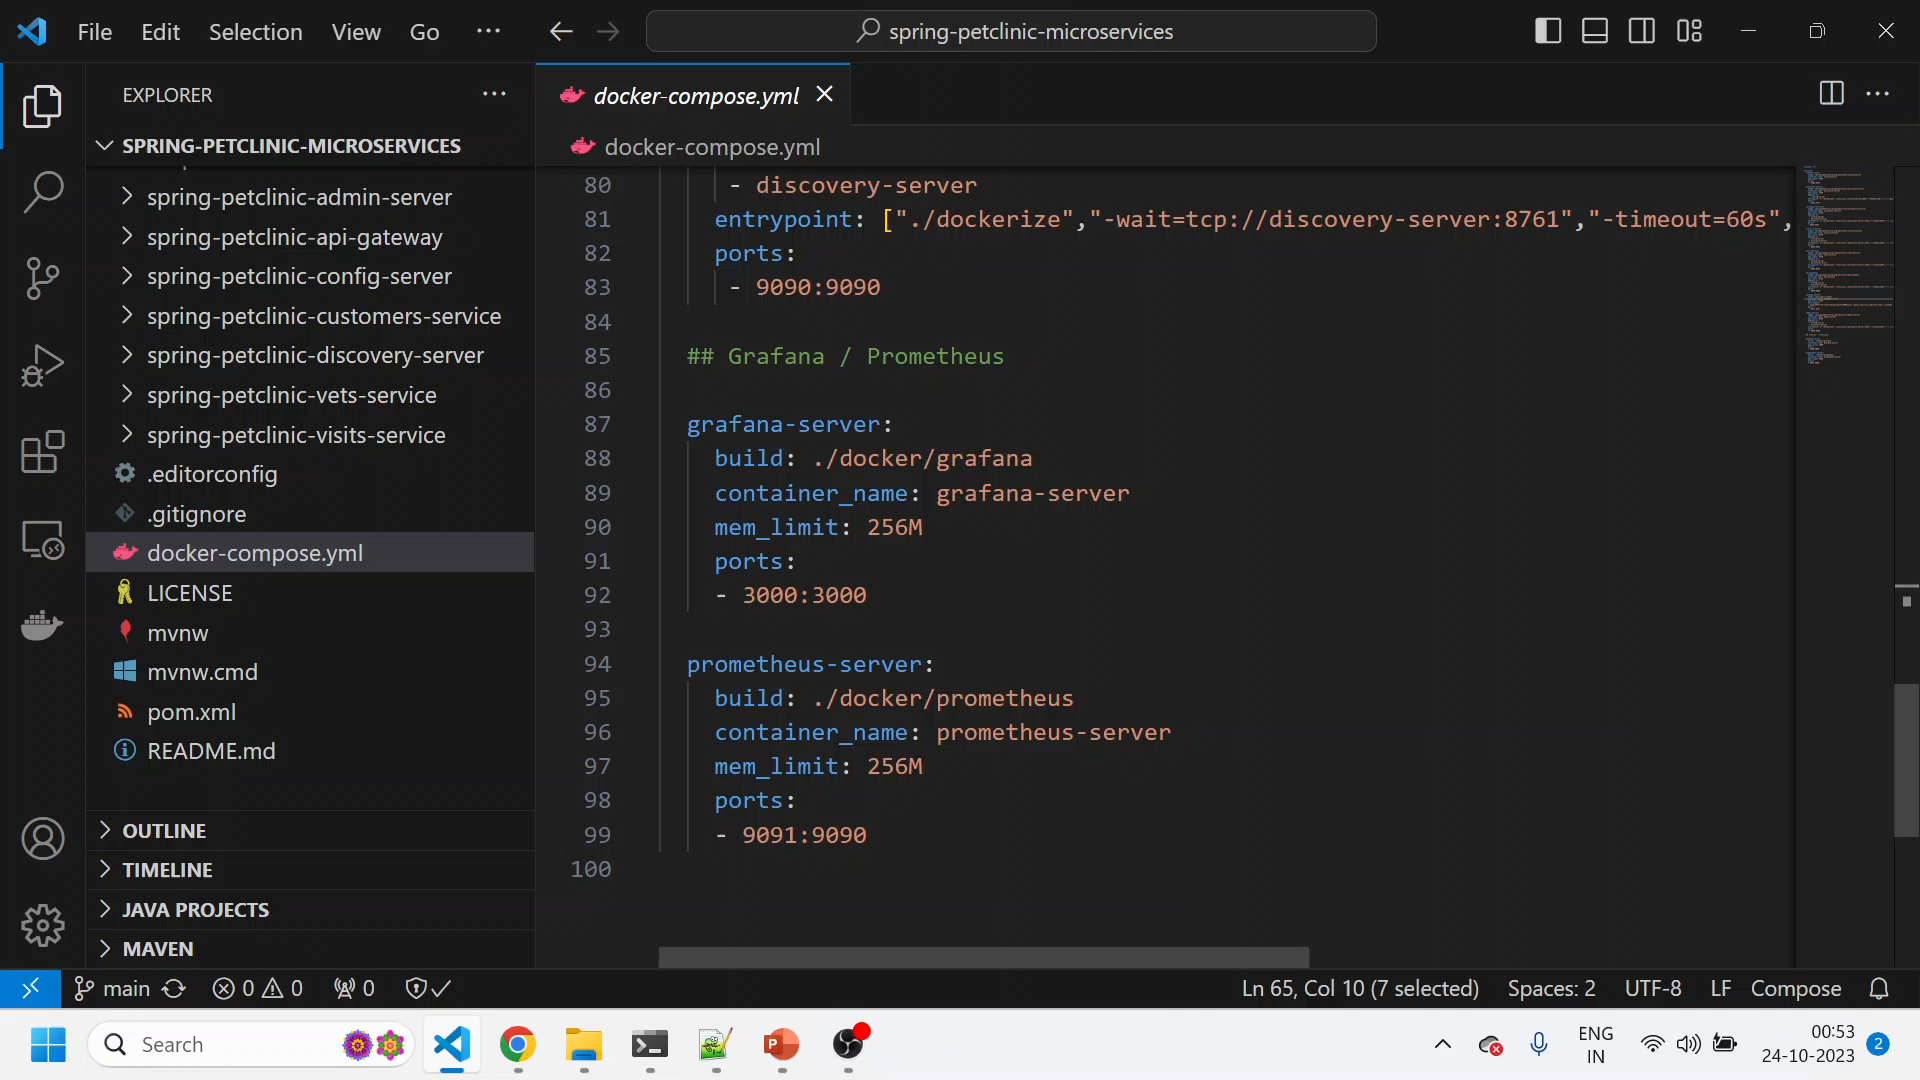 File Edit Selection View Go ···
spring-petclinic-microservices
EXPLORER ···
SPRING-PETCLINIC-MICROSERVICES
spring-petclinic-admin-server
spring-petclinic-api-gateway
spring-petclinic-config-server
spring-petclinic-customers-service
spring-petclinic-discovery-server
spring-petclinic-vets-service
spring-petclinic-visits-service
.editorconfig
.gitignore
docker-compose.yml
LICENSE
mvnw
mvnw.cmd
pom.xml
README.md
OUTLINE
TIMELINE
JAVA PROJECTS
MAVEN
docker-compose.yml
docker-compose.yml
80 - discovery-server
81 entrypoint: ["./dockerize","-wait=tcp://discovery-server:8761","-timeout=60s",
82 ports:
83 - 9090:9090
84
85 ## Grafana / Prometheus
86
87 grafana-server:
88 build: ./docker/grafana
89 container_name: grafana-server
90 mem_limit: 256M
91 ports:
92 - 3000:3000
93
94 prometheus-server:
95 build: ./docker/prometheus
96 container_name: prometheus-server
97 mem_limit: 256M
98 ports:
99 - 9091:9090
100
main 0 0 0 Ln 65, Col 10 (7 selected) Spaces: 2 UTF-8 LF Compose
Search
P
ENG
IN
00:53
24-10-2023
2